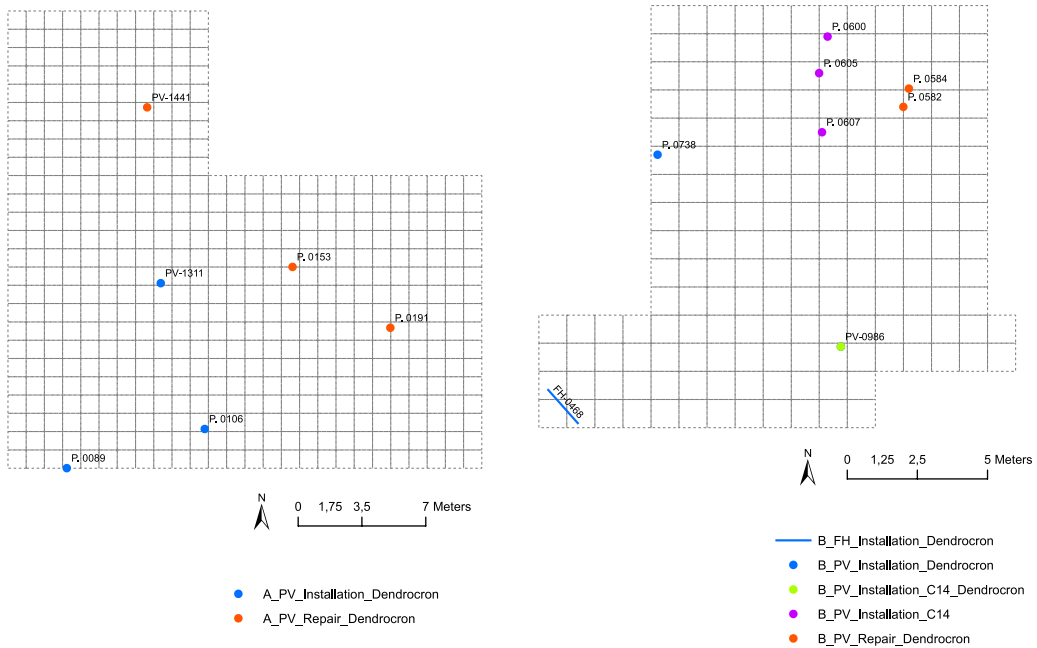 PV-1441
P. 0153
PV-1311
P. 0191
P. 0106
P. 0089
N
0 1,75 3,5 7 Meters
A_PV_Installation_Dendrocron
A_PV_Repair_Dendrocron
P. 0600
P. 0605
P. 0584
P. 0582
P. 0607
P. 0738
PV-0986
FH-0468
N
0 1,25 2,5 5 Meters
B_FH_Installation_Dendrocron
B_PV_Installation_Dendrocron
B_PV_Installation_C14_Dendrocron
B_PV_Installation_C14
B_PV_Repair_Dendrocron